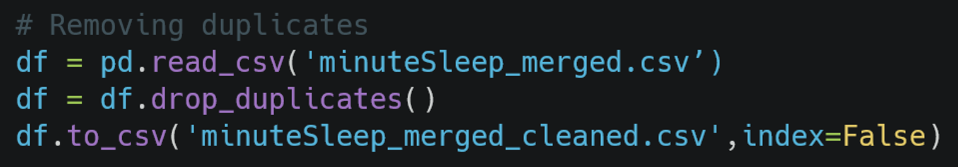 # Removing duplicates
df = pd.read_csv('minuteSleep_merged.csv’)
df = df.drop_duplicates()
df.to_csv('minuteSleep_merged_cleaned.csv',index=False)